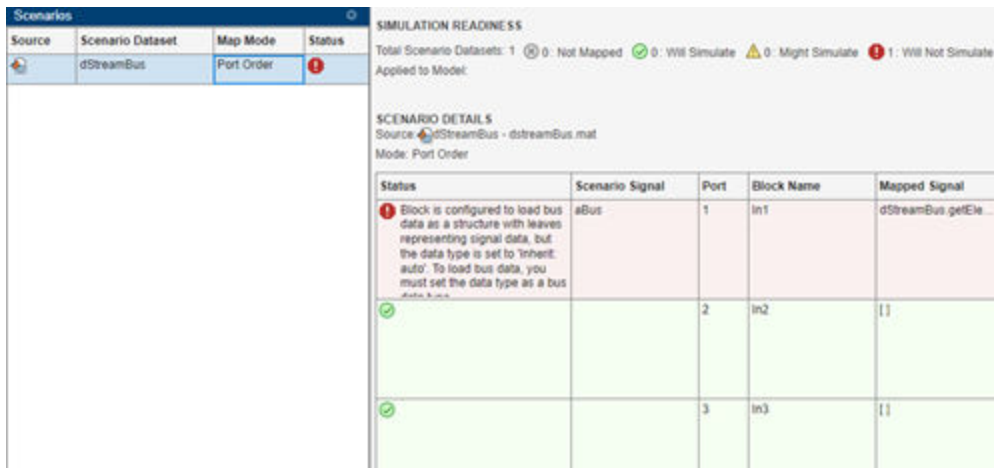 Scenarios
Source Scenario Dataset Map Mode Status
dStreamBus Port Order
SIMULATION READINESS
Total Scenario Datasets: 1 0 : Not Mapped 0 : Will Simulate 0 : Might Simulate 1 : Will Not Simulate
Applied to Model:
SCENARIO DETAILS
Source: dStreamBus - dstreamBus.mat
Mode: Port Order
Status Scenario Signal Port Block Name Mapped Signal
Block is configured to load bus aBus 1 In1 dStreamBus.getEle...
data as a structure with leaves
representing signal data, but
the data type is set to 'Inherit:
auto'. To load bus data, you
must set the data type as a bus
data type
2 In2 [ ]
3 In3 [ ]